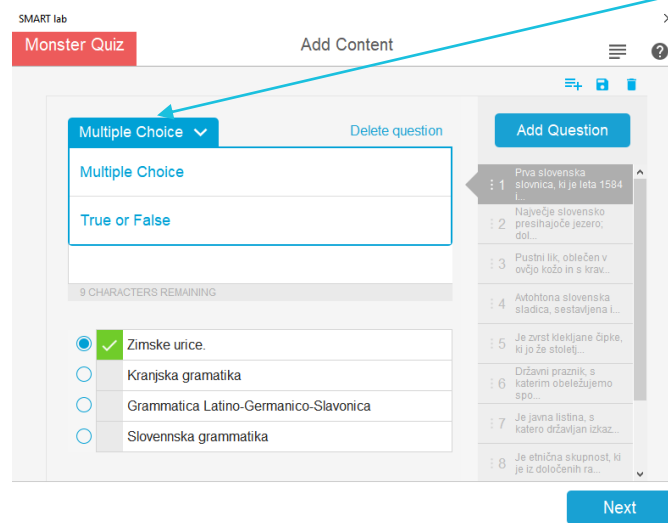 SMART lab
Monster Quiz
Add Content
Multiple Choice
Delete question
Multiple Choice
True or False
9 CHARACTERS REMAINING
Zimske urice.
Kranjska gramatika
Grammatica Latino-Germanico-Slavonica
Slovennska grammatika
Add Question
1
Prva slovenska
slovnica, ki je leta 1584
i...
2
Največje slovensko
presihajoče jezero;
dol...
3
Pustni lik, oblečen v
ovčjo kožo in s krav...
4
Avtohtona slovenska
sladica, sestavljena i...
5
Je zvrst klekljane čipke,
ki jo že stoletj...
6
Državni praznik, s
katerim obeležujemo
spo...
7
Je javna listina, s
katero državljan izkaz...
8
Je etnična skupnost, ki
je iz določenih ra...
Next